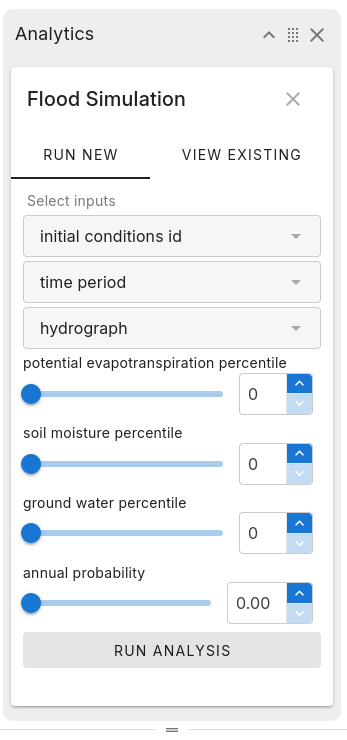 Analytics
Flood Simulation
RUN NEW VIEW EXISTING
Select inputs
initial conditions id
time period
hydrograph
potential evapotranspiration percentile
0
soil moisture percentile
0
ground water percentile
0
annual probability
0.00
RUN ANALYSIS